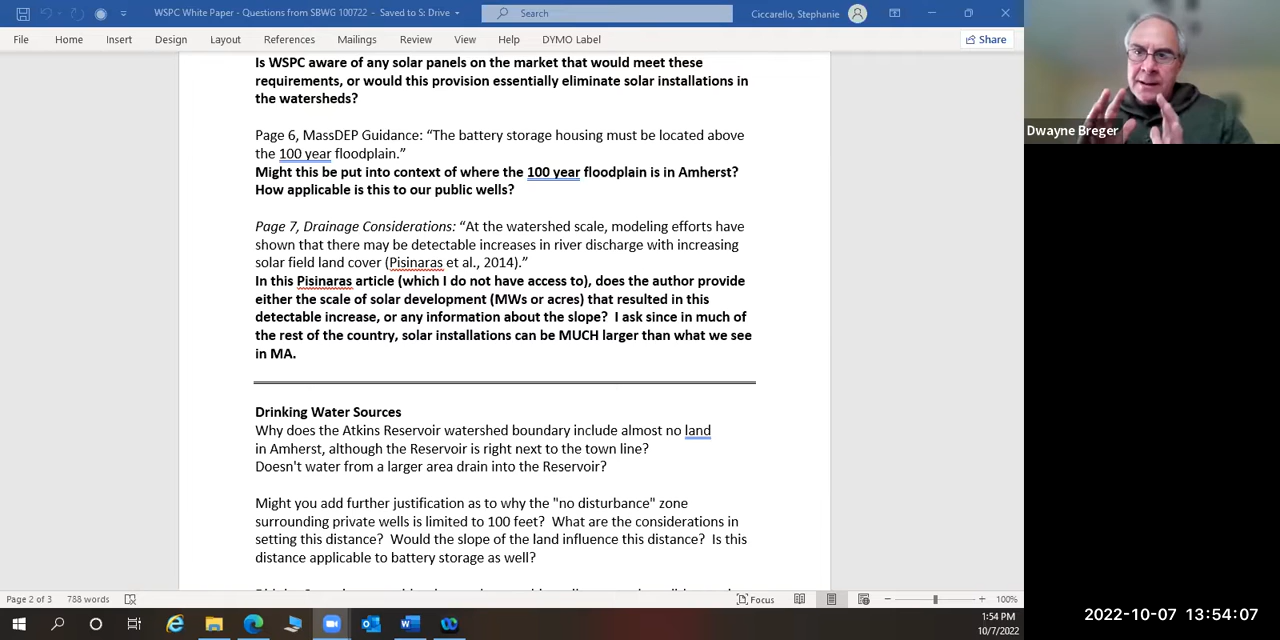 WSPC White Paper - Questions from SBWG 100722 - Saved to S: Drive
Search
Ciccarello, Stephanie
File Home Insert Design Layout References Mailings Review View Help DYMO Label
Share
Is WSPC aware of any solar panels on the market that would meet these
requirements, or would this provision essentially eliminate solar installations in
the watersheds?
Page 6, MassDEP Guidance: “The battery storage housing must be located above
the 100 year floodplain.”
Might this be put into context of where the 100 year floodplain is in Amherst?
How applicable is this to our public wells?
Page 7, Drainage Considerations: “At the watershed scale, modeling efforts have
shown that there may be detectable increases in river discharge with increasing
solar field land cover (Pisinaras et al., 2014).”
In this Pisinaras article (which I do not have access to), does the author provide
either the scale of solar development (MWs or acres) that resulted in this
detectable increase, or any information about the slope?  I ask since in much of
the rest of the country, solar installations can be MUCH larger than what we see
in MA.
Drinking Water Sources
Why does the Atkins Reservoir watershed boundary include almost no land
in Amherst, although the Reservoir is right next to the town line?
Doesn't water from a larger area drain into the Reservoir?
Might you add further justification as to why the "no disturbance" zone
surrounding private wells is limited to 100 feet?  What are the considerations in
setting this distance?  Would the slope of the land influence this distance?  Is this
distance applicable to battery storage as well?
Page 2 of 3
788 words
Focus
100%
1:54 PM
10/7/2022
Dwayne Breger
2022-10-07 13:54:07